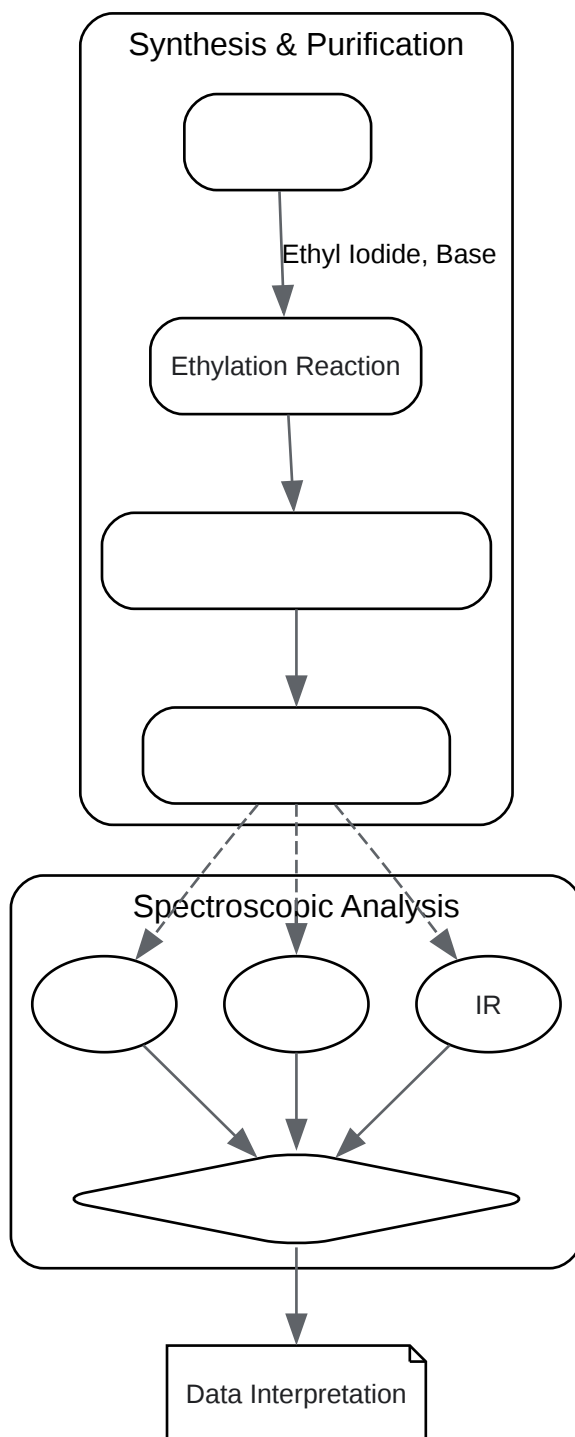 Synthesis & Purification
Ethyl Iodide, Base
Ethylation Reaction
Spectroscopic Analysis
IR
Data Interpretation